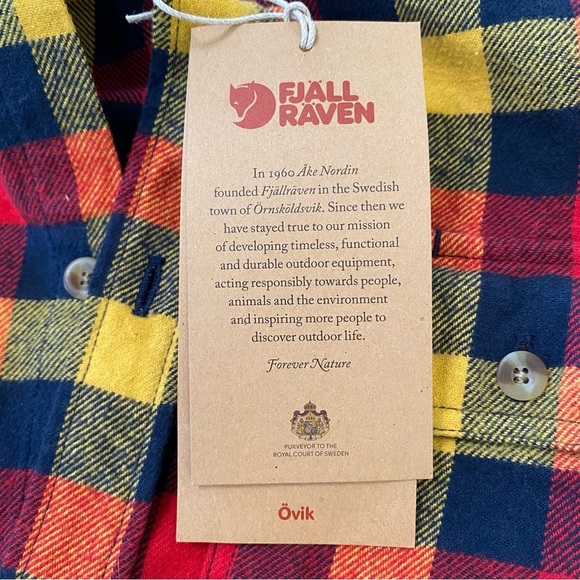 FJÄLL
RÄVEN
In 1960 Åke Nordin
founded Fjällräven in the Swedish
town of Örnsköldsvik. Since then we
have stayed true to our mission
of developing timeless, functional
and durable outdoor equipment,
acting responsibly towards people,
animals and the environment
and inspiring more people to
discover outdoor life.
Forever Nature
PURVEYOR TO THE
ROYAL COURT OF SWEDEN
Övik